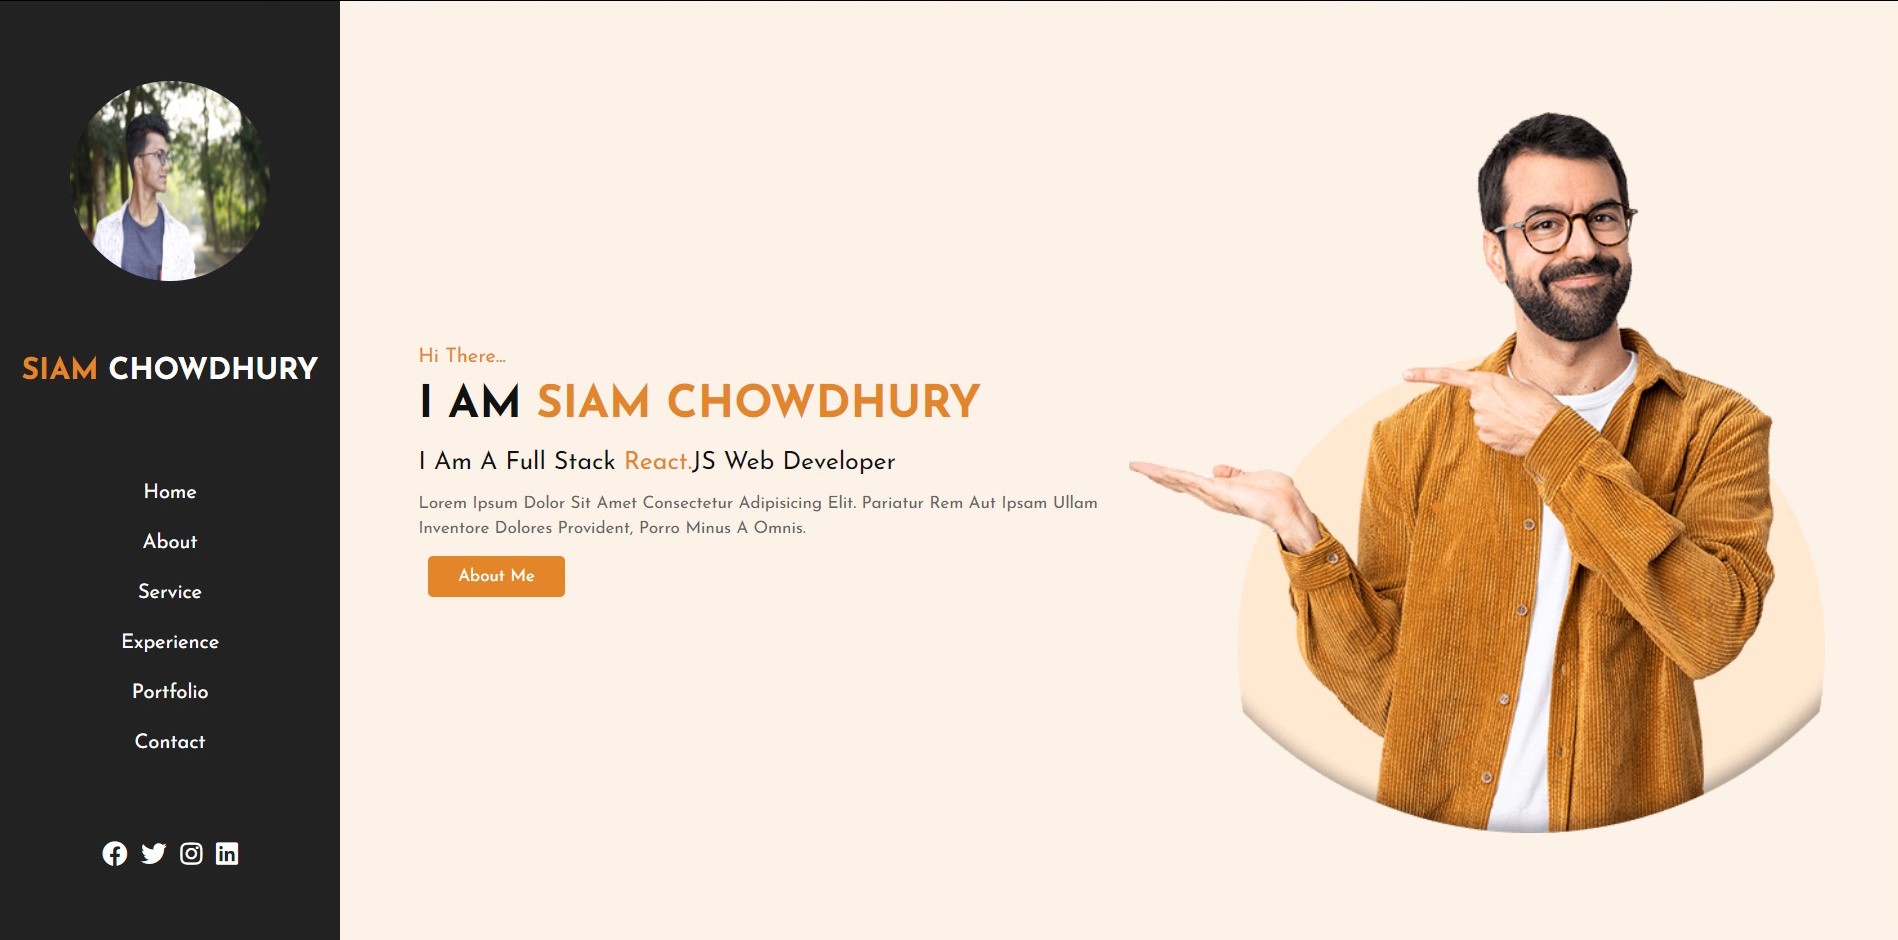 SIAM CHOWDHURY
Home
About
Service
Experience
Portfolio
Contact
Hi There...
I AM SIAM CHOWDHURY
I Am A Full Stack React.JS Web Developer
Lorem Ipsum Dolor Sit Amet Consectetur Adipisicing Elit. Pariatur Rem Aut Ipsam Ullam
Inventore Dolores Provident, Porro Minus A Omnis.
About Me